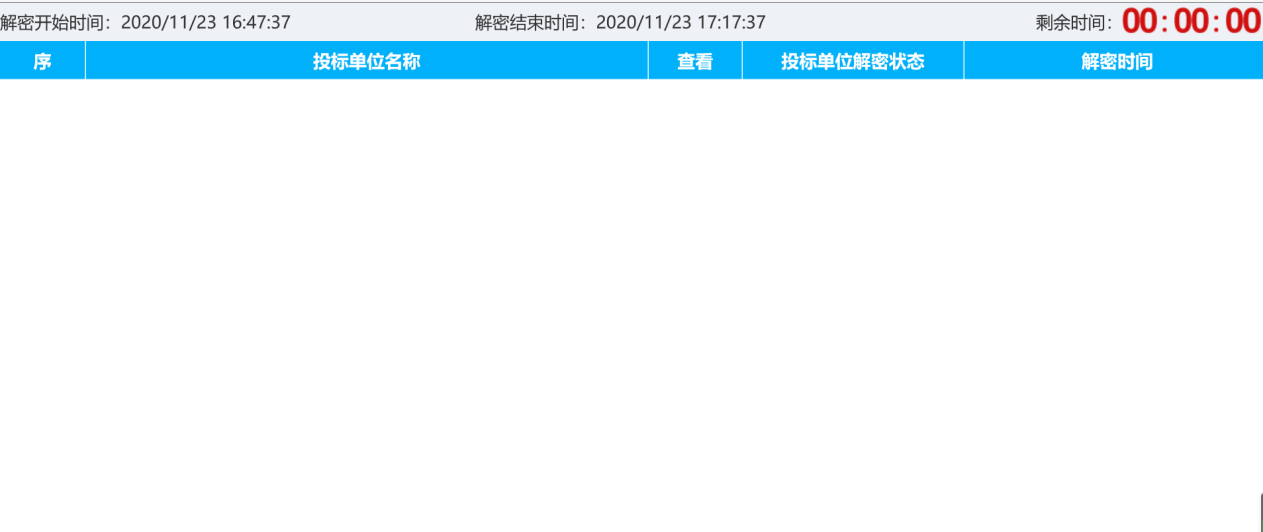 解密开始时间：2020/11/23 16:47:37 解密结束时间：2020/11/23 17:17:37 剩余时间：00:00:00
序 投标单位名称 查看 投标单位解密状态 解密时间